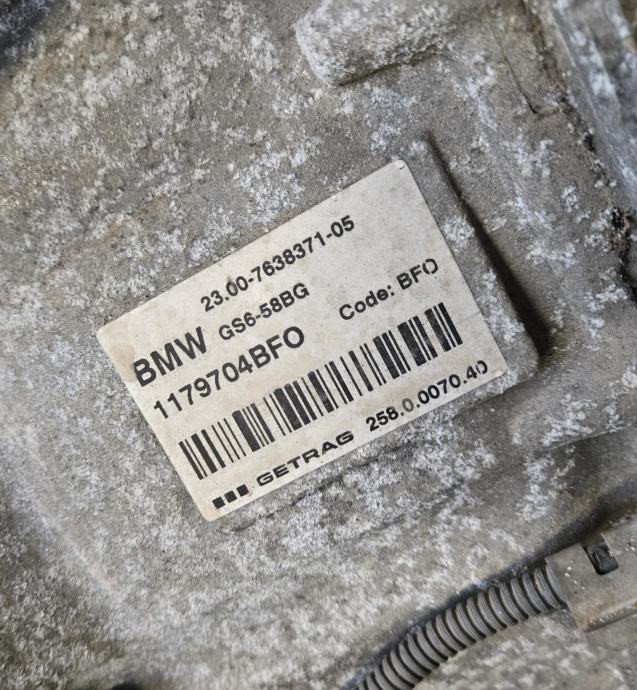 23.00-7638371-05
BMW GS6-58BG Code: BFO
1179704BFO
GETRAG 258.0.0070.40